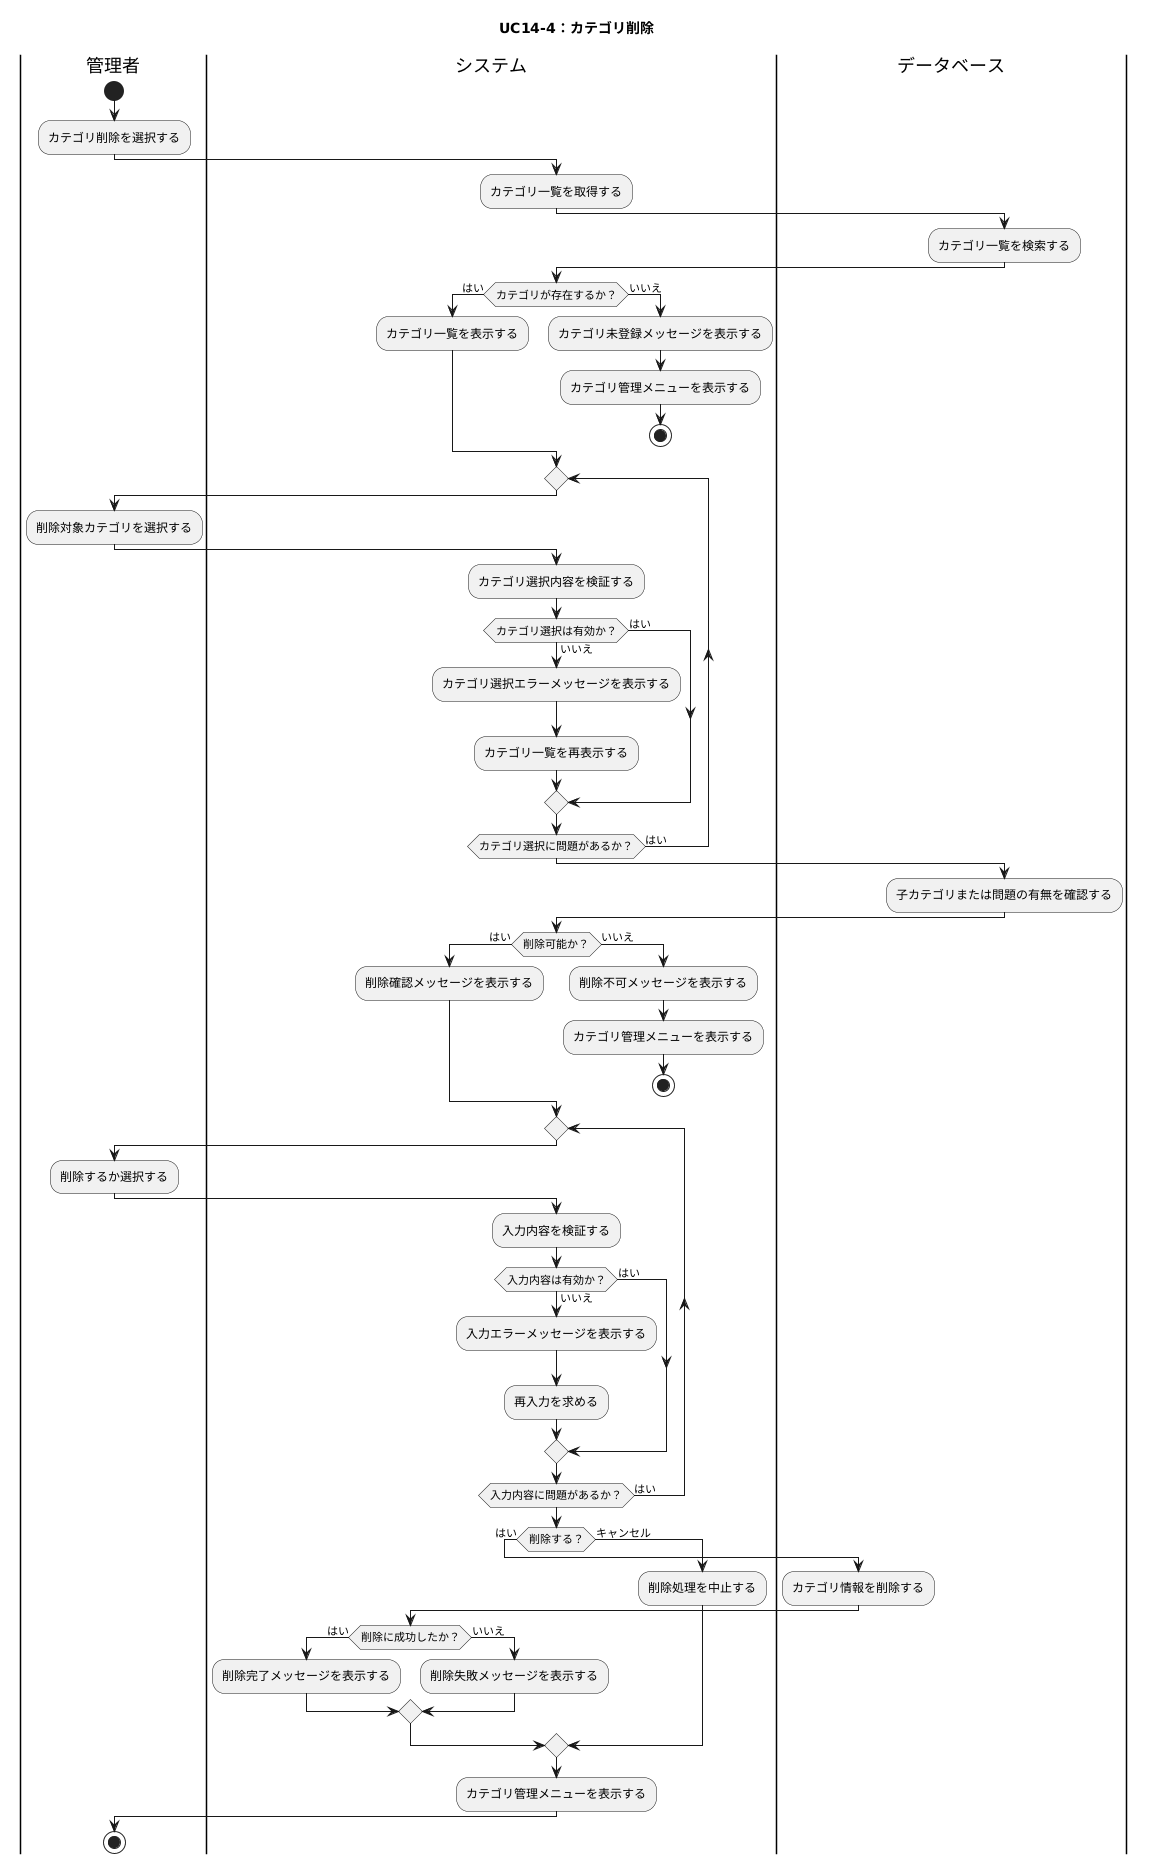 UC14-4：カテゴリ削除
管理者
システム
データベース
カテゴリ削除を選択する
カテゴリ一覧を取得する
カテゴリ一覧を検索する
はい
カテゴリが存在するか？
いいえ
カテゴリ一覧を表示する
カテゴリ未登録メッセージを表示する
カテゴリ管理メニューを表示する
削除対象カテゴリを選択する
カテゴリ選択内容を検証する
カテゴリ選択は有効か？
はい
いいえ
カテゴリ選択エラーメッセージを表示する
カテゴリ一覧を再表示する
カテゴリ選択に問題があるか？
はい
子カテゴリまたは問題の有無を確認する
はい
削除可能か？
いいえ
削除確認メッセージを表示する
削除不可メッセージを表示する
カテゴリ管理メニューを表示する
削除するか選択する
入力内容を検証する
入力内容は有効か？
はい
いいえ
入力エラーメッセージを表示する
再入力を求める
入力内容に問題があるか？
はい
はい
削除する？
キャンセル
削除処理を中止する
カテゴリ情報を削除する
はい
削除に成功したか？
いいえ
削除完了メッセージを表示する
削除失敗メッセージを表示する
カテゴリ管理メニューを表示する